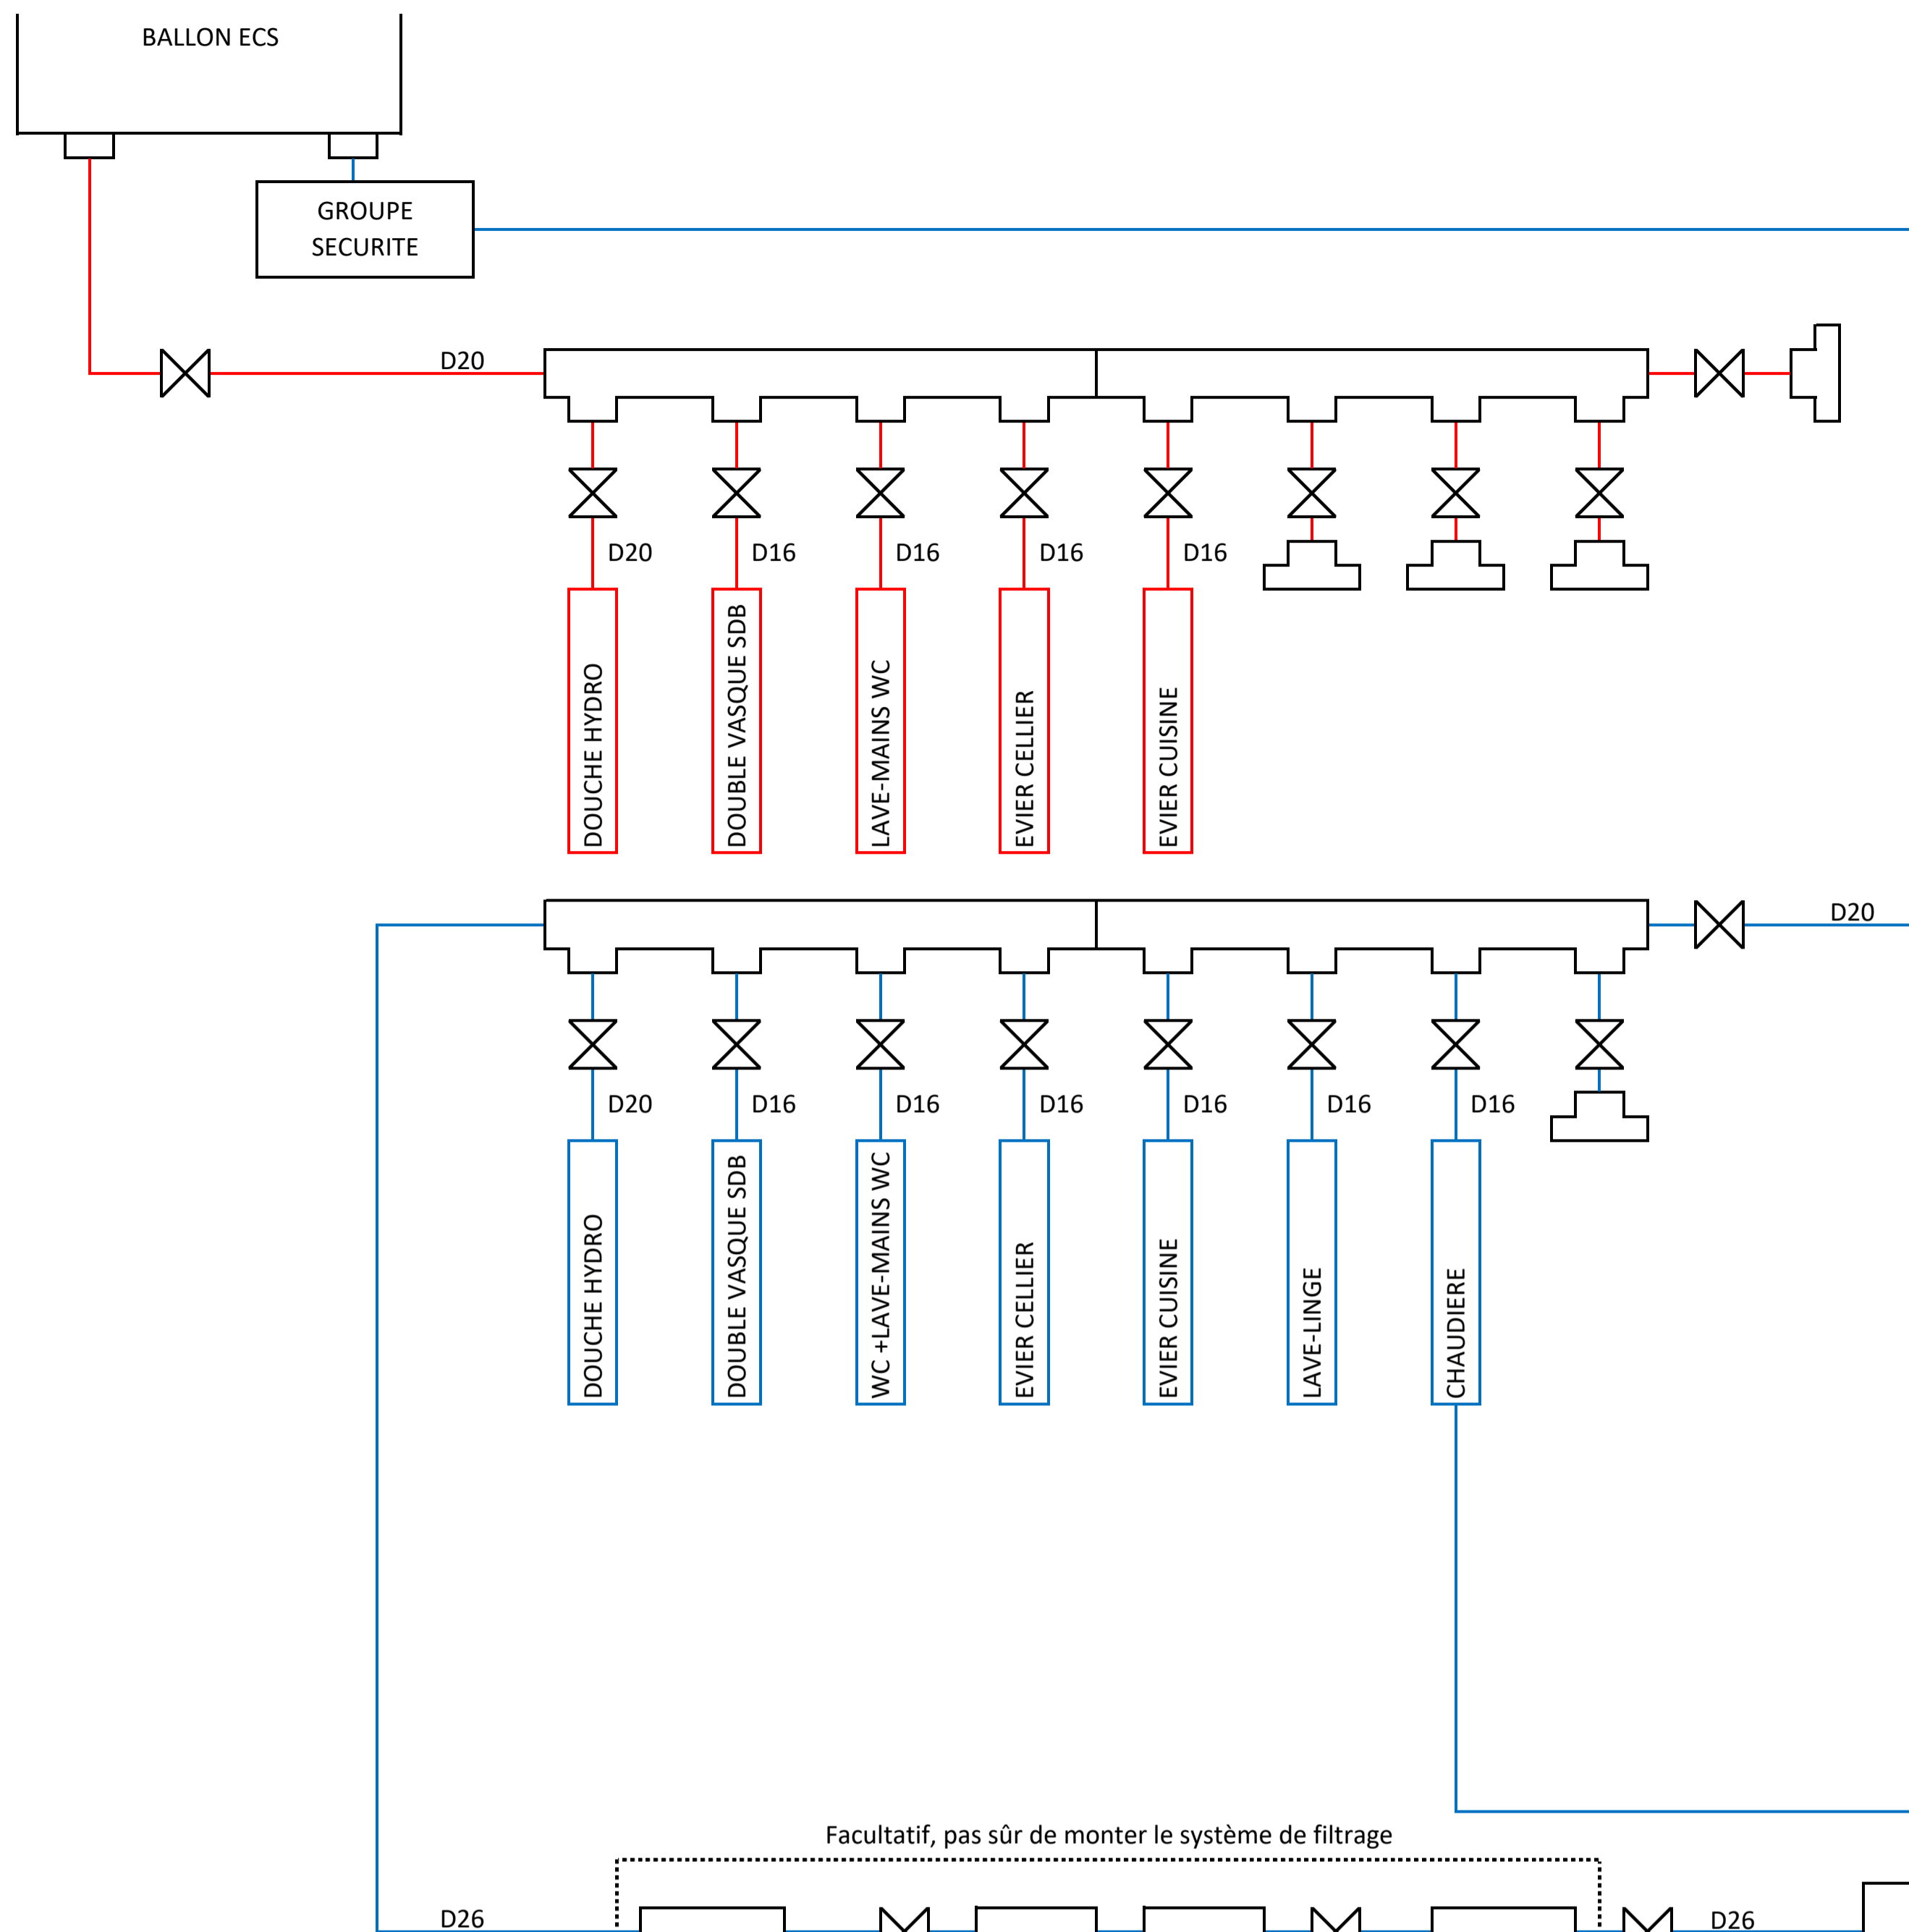 BALLON ECS
GROUPE
SECURITE
D20
D20
D16
D16
D16
D16
DOUCHE HYDRO
DOUBLE VASQUE SDB
LAVE-MAINS WC
EVIER CELLIER
EVIER CUISINE
D20
D20
D16
D16
D16
D16
D16
D16
DOUCHE HYDRO
DOUBLE VASQUE SDB
WC +LAVE-MAINS WC
EVIER CELLIER
EVIER CUISINE
LAVE-LINGE
CHAUDIERE
Facultatif, pas sûr de monter le système de filtrage
D26
D26